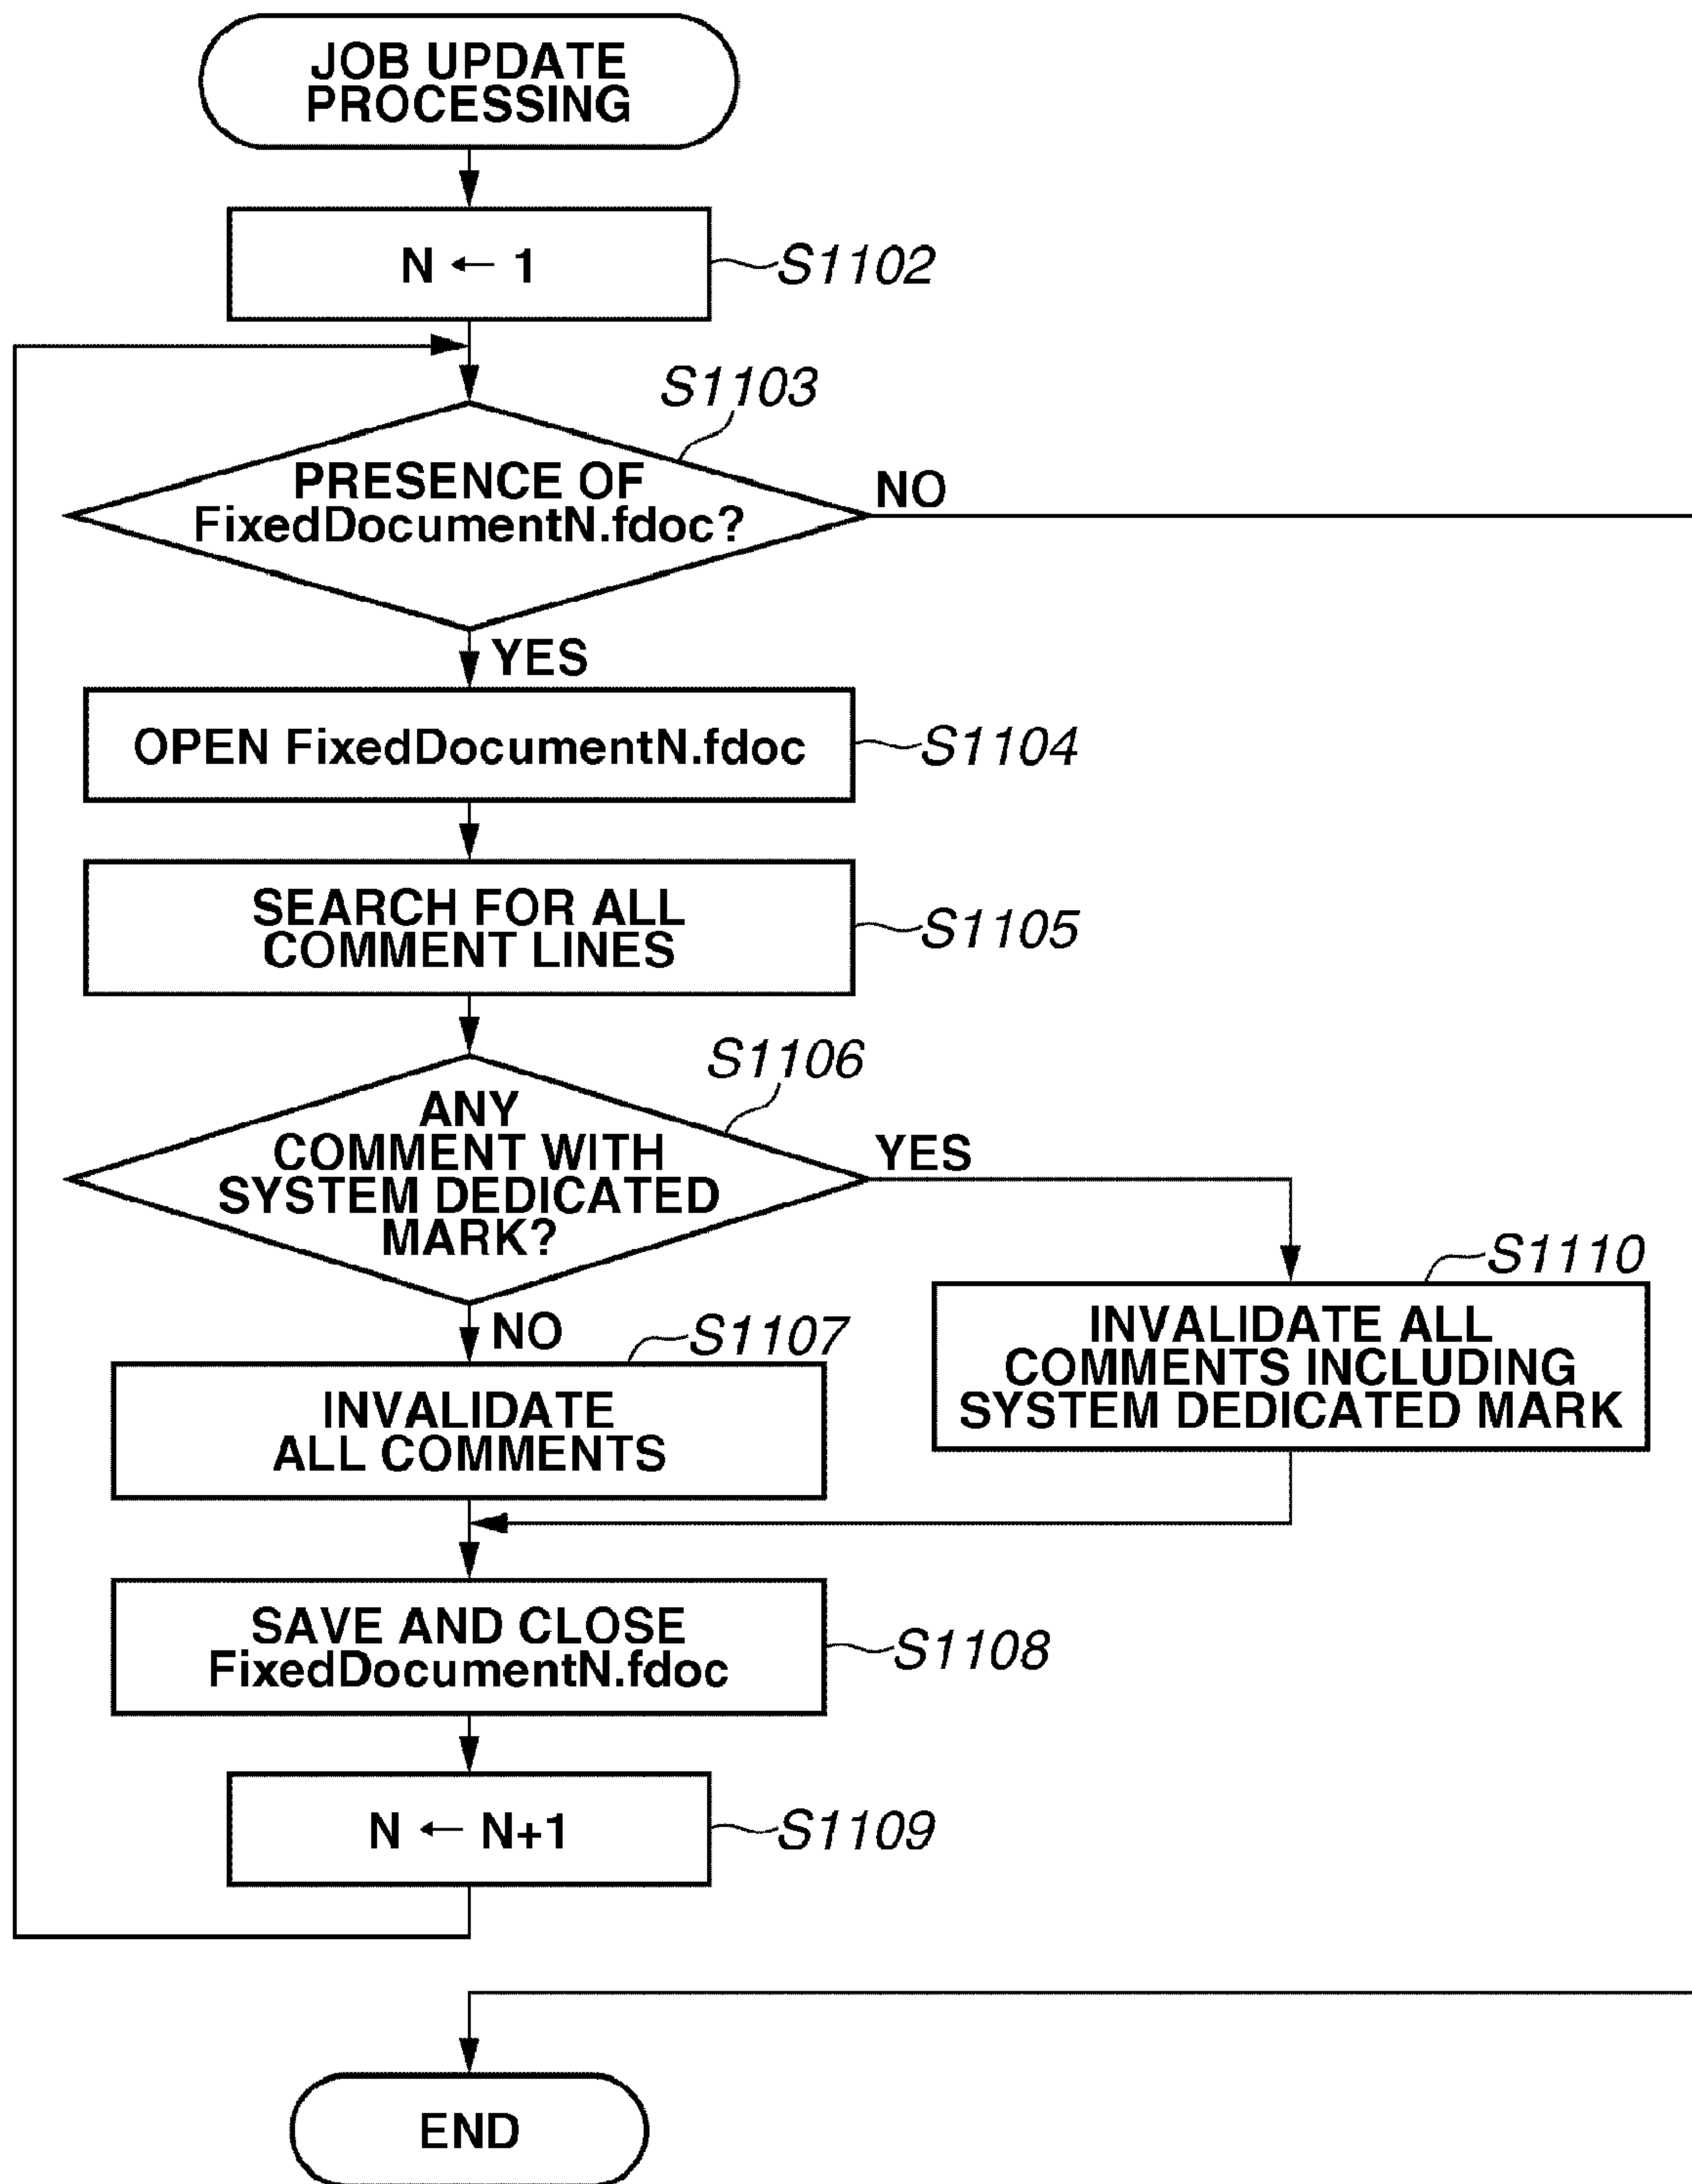 JOB UPDATE
PROCESSING
N ← 1
S1102
S1103
PRESENCE OF
FixedDocumentN.fdoc?
NO
YES
OPEN FixedDocumentN.fdoc
S1104
SEARCH FOR ALL
COMMENT LINES
S1105
S1106
ANY
COMMENT WITH
SYSTEM DEDICATED
MARK?
YES
NO
S1107
INVALIDATE
ALL COMMENTS
S1110
INVALIDATE ALL
COMMENTS INCLUDING
SYSTEM DEDICATED MARK
SAVE AND CLOSE
FixedDocumentN.fdoc
S1108
N ← N+1
S1109
END